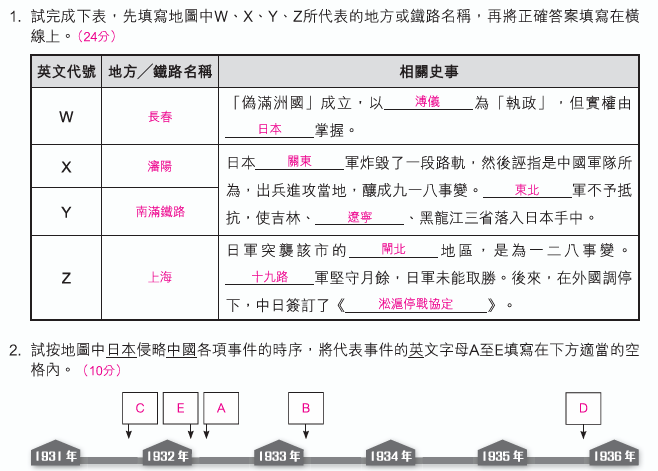 1. 試完成下表，先填寫地圖中W、X、Y、Z所代表的地方或鐵路名稱，再將正確答案填寫在橫
線上。（24分）
英文代號 地方／鐵路名稱 相關史事
W 長春 「偽滿洲國」成立，以 溥儀 為「執政」，但實權由
日本 掌握。
X 瀋陽 日本 關東 軍炸毀了一段路軌，然後誣指是中國軍隊所
為，出兵進攻當地，釀成九一八事變。 東北 軍不予抵
Y 南滿鐵路
抗，使吉林、 遼寧 、黑龍江三省落入日本手中。
日軍突襲該市的 閘北 地區，是為一二八事變。
Z 上海 十九路 軍堅守月餘，日軍未能取勝。後來，在外國調停
下，中日簽訂了《 淞滬停戰協定 》。
2. 試按地圖中日本侵略中國各項事件的時序，將代表事件的英文字母A至E填寫在下方適當的空
格內。（10分）
C E A B D
1931年 1932年 1933年 1934年 1935年 1936年